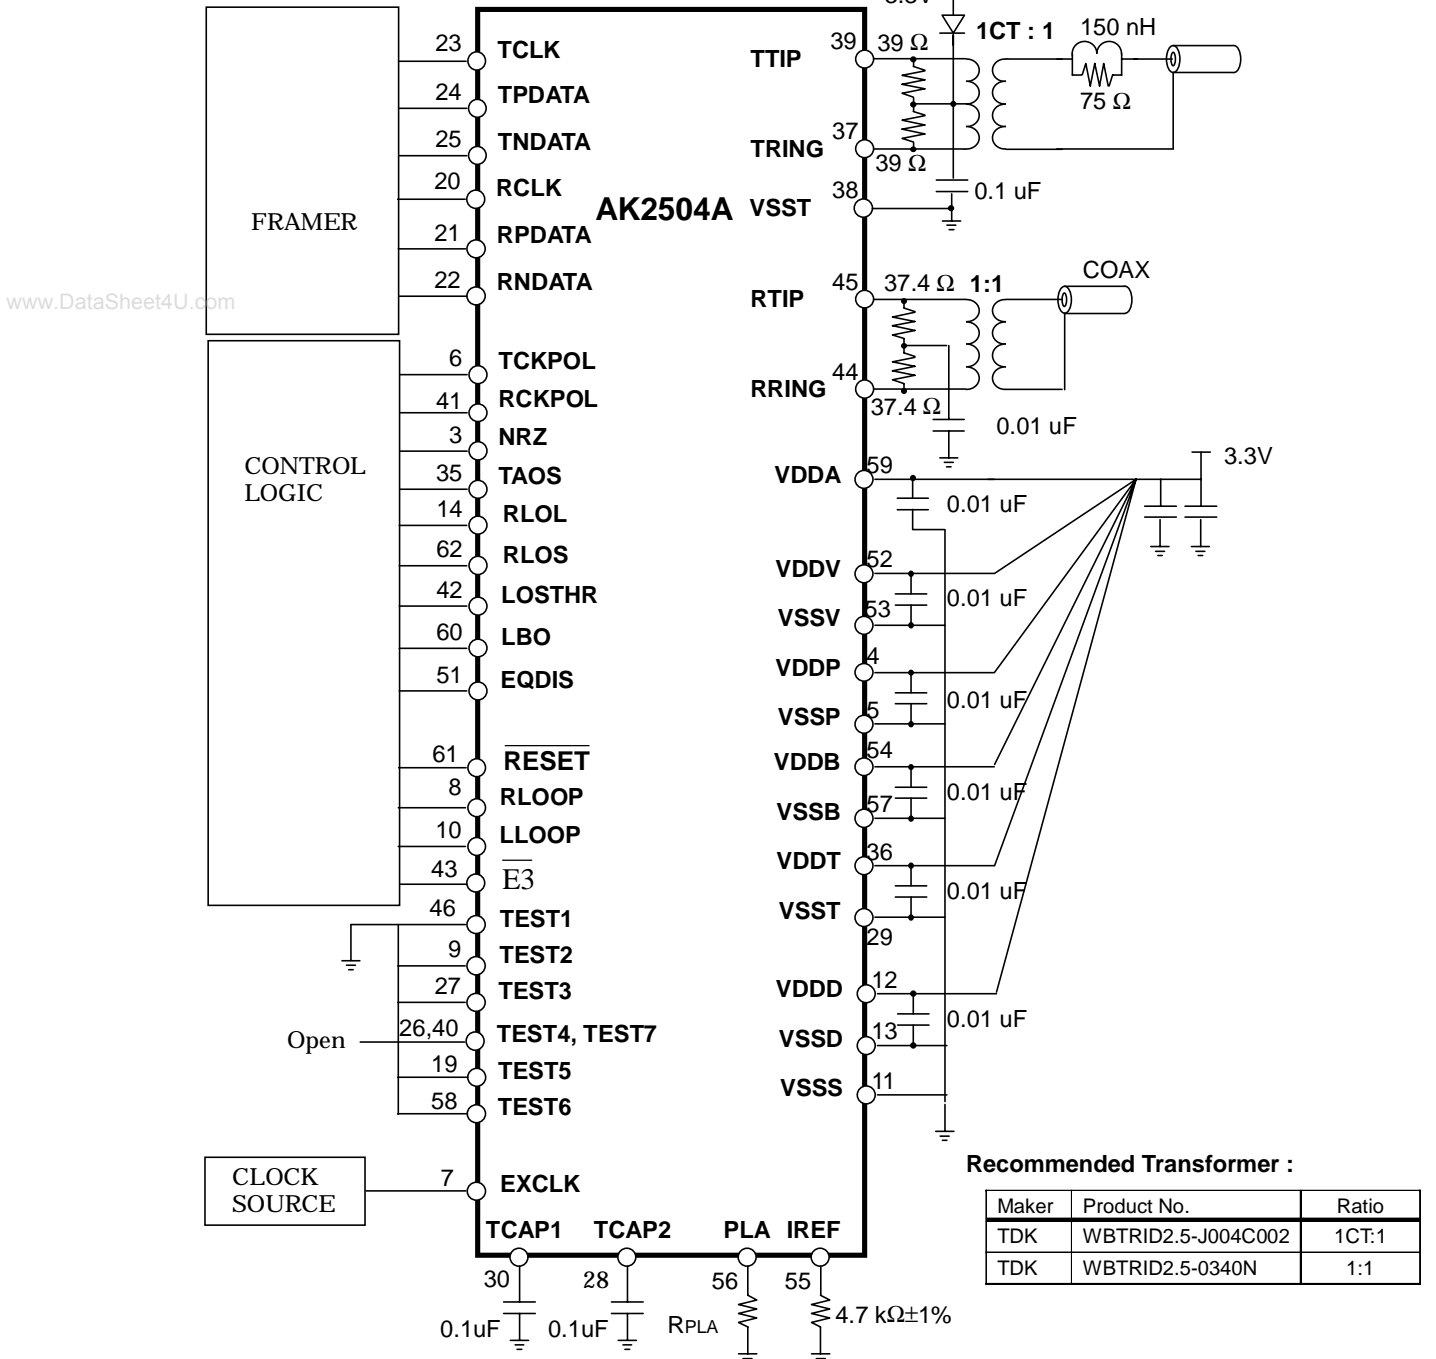 3.3V
23 TCLK
24 TPDATA
25 TNDATA
20 RCLK
21 RPDATA
22 RNDATA
FRAMER
www.DataSheet4U.com
AK2504A
TTIP 39 39 Ω
1CT : 1
150 nH
75 Ω
TRING 37 39 Ω
VSST 38
0.1 uF
RTIP 45 37.4 Ω 1:1
COAX
RRING 44
37.4 Ω
0.01 uF
CONTROL
LOGIC
6 TCKPOL
41 RCKPOL
3 NRZ
35 TAOS
14 RLOL
62 RLOS
42 LOSTHR
60 LBO
51 EQDIS
61 RESET
8 RLOOP
10 LLOOP
43 E3
46 TEST1
9 TEST2
27 TEST3
Open 26,40 TEST4, TEST7
19 TEST5
58 TEST6
VDDA 59
3.3V
0.01 uF
VDDV 52
0.01 uF
VSSV 53
VDDP 4
0.01 uF
VSSP 5
VDDB 54
0.01 uF
VSSB 57
VDDT 36
0.01 uF
VSST
29
VDDD 12
0.01 uF
VSSD 13
VSSS 11
CLOCK
SOURCE
7 EXCLK
TCAP1 TCAP2 PLA IREF
30 28 56 55
0.1uF 0.1uF RPLA 4.7 kΩ±1%
Recommended Transformer :
Maker Product No. Ratio
TDK WBTRID2.5-J004C002 1CT:1
TDK WBTRID2.5-0340N 1:1